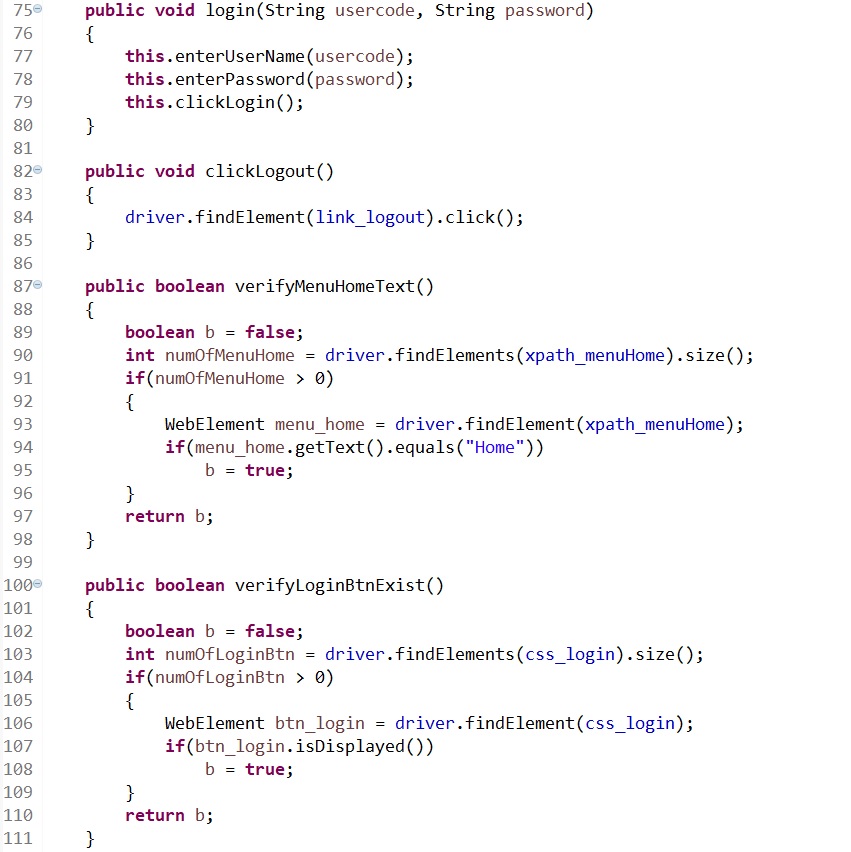 75 public void login(String usercode, String password)
76 {
77 this.enterUserName(usercode);
78 this.enterPassword(password);
79 this.clickLogin();
80 }
81
82 public void clickLogout()
83 {
84 driver.findElement(link_logout).click();
85 }
86
87 public boolean verifyMenuHomeText()
88 {
89 boolean b = false;
90 int numOfMenuHome = driver.findElements(xpath_menuHome).size();
91 if(numOfMenuHome > 0)
92 {
93 WebElement menu_home = driver.findElement(xpath_menuHome);
94 if(menu_home.getText().equals("Home"))
95 b = true;
96 }
97 return b;
98 }
99
100 public boolean verifyLoginBtnExist()
101 {
102 boolean b = false;
103 int numOfLoginBtn = driver.findElements(css_login).size();
104 if(numOfLoginBtn > 0)
105 {
106 WebElement btn_login = driver.findElement(css_login);
107 if(btn_login.isDisplayed())
108 b = true;
109 }
110 return b;
111 }